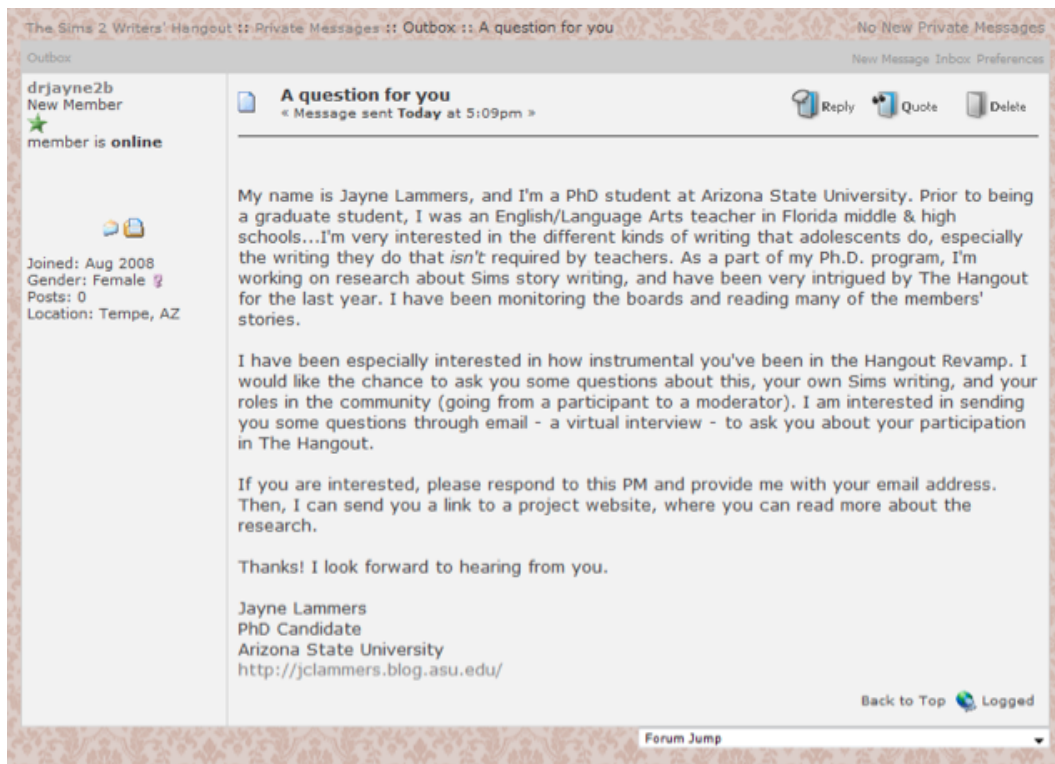 The Sims 2 Writers' Hangout :: Private Messages :: Outbox :: A question for you
No New Private Messages
Outbox
New Message Inbox Preferences
drjayne2b
New Member
member is online
Joined: Aug 2008
Gender: Female
Posts: 0
Location: Tempe, AZ
A question for you
« Message sent Today at 5:09pm »
Reply Quote Delete
My name is Jayne Lammers, and I'm a PhD student at Arizona State University. Prior to being
a graduate student, I was an English/Language Arts teacher in Florida middle & high
schools...I'm very interested in the different kinds of writing that adolescents do, especially
the writing they do that isn't required by teachers. As a part of my Ph.D. program, I'm
working on research about Sims story writing, and have been very intrigued by The Hangout
for the last year. I have been monitoring the boards and reading many of the members'
stories.
I have been especially interested in how instrumental you've been in the Hangout Revamp. I
would like the chance to ask you some questions about this, your own Sims writing, and your
roles in the community (going from a participant to a moderator). I am interested in sending
you some questions through email - a virtual interview - to ask you about your participation
in The Hangout.
If you are interested, please respond to this PM and provide me with your email address.
Then, I can send you a link to a project website, where you can read more about the
research.
Thanks! I look forward to hearing from you.
Jayne Lammers
PhD Candidate
Arizona State University
http://jclammers.blog.asu.edu/
Back to Top Logged
Forum Jump